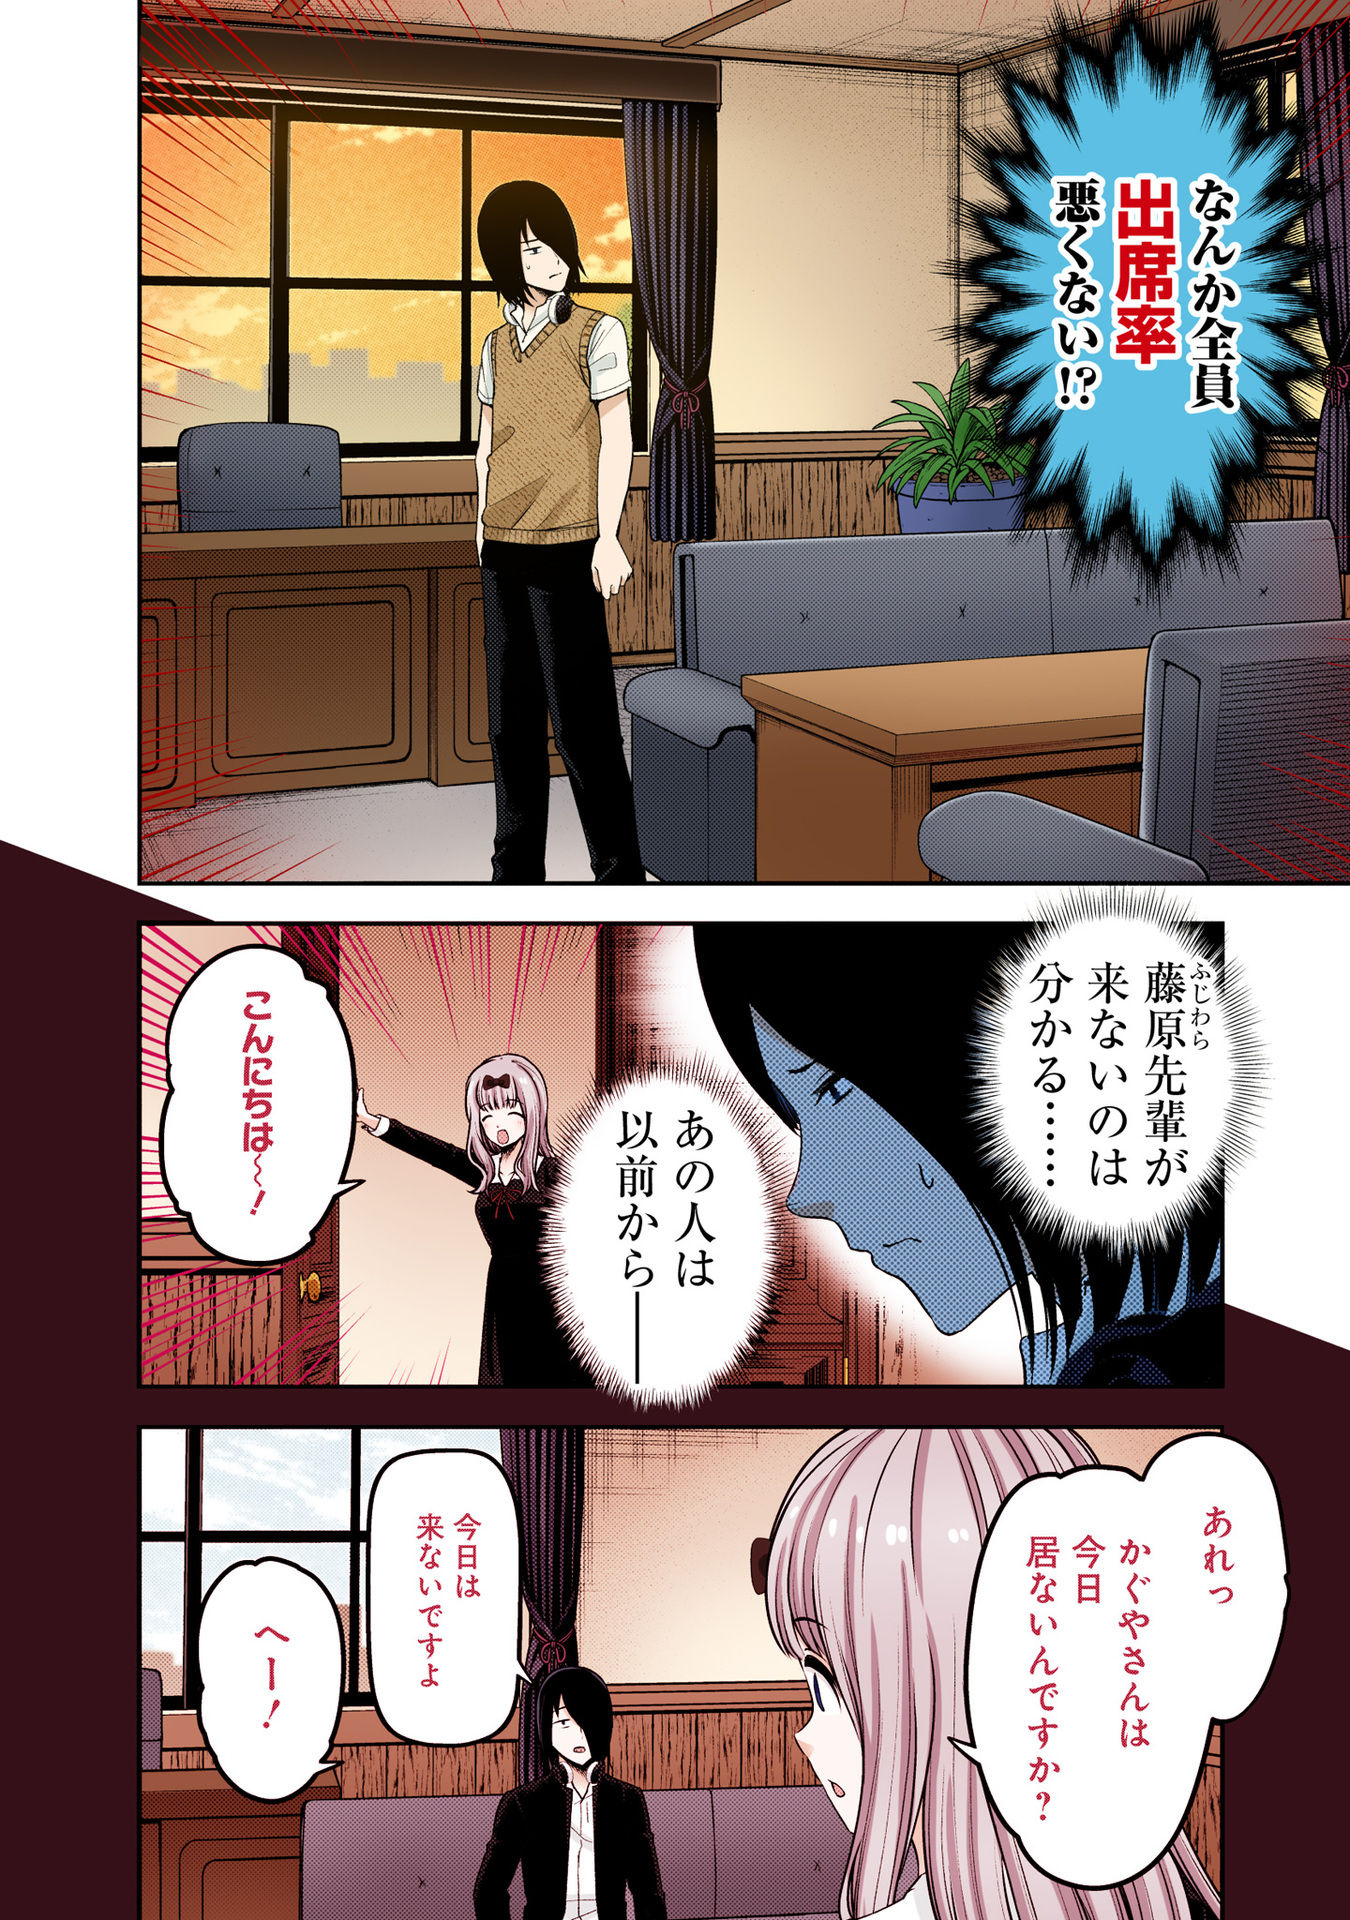 なんか全員
出席率
悪くない!?
藤原先輩が
ふじわら
来ないのは
分かる……
あの人は
以前から――
こんにちは〜!
あれっ
かぐやさんは
今日
居ないんですか?
今日は
来ないですよ
へー!